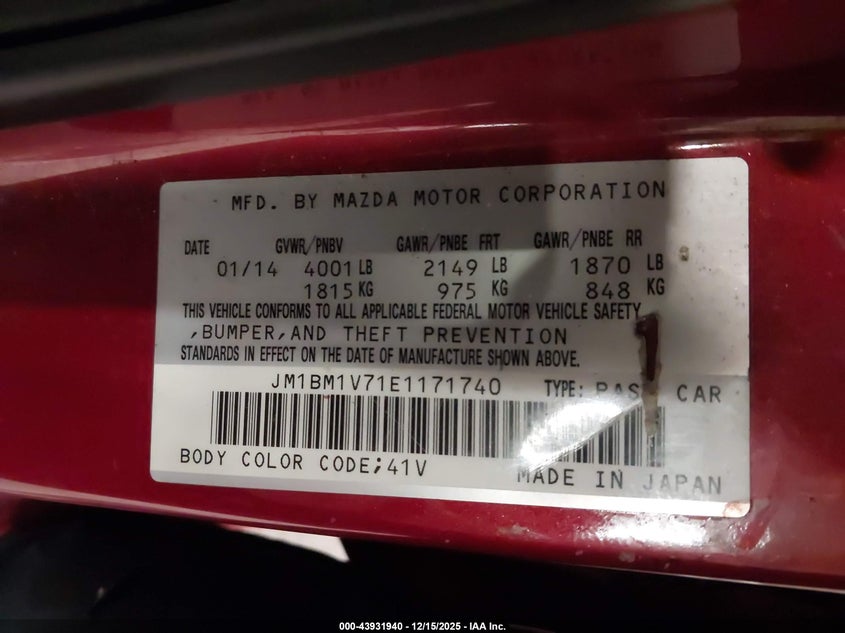 MFD. BY MAZDA MOTOR CORPORATION
DATE GVWR/PNBV GAWR/PNBE FRT GAWR/PNBE RR
01/14 4001 LB 2149 LB 1870 LB
1815 KG 975 KG 848 KG
THIS VEHICLE CONFORMS TO ALL APPLICABLE FEDERAL MOTOR VEHICLE SAFETY
,BUMPER,AND THEFT PREVENTION
STANDARDS IN EFFECT ON THE DATE OF MANUFACTURE SHOWN ABOVE.
JM1BM1V71E1171740 TYPE: CAR
BODY COLOR CODE;41V MADE IN JAPAN
000-43931940 - 12/15/2025 - IAA Inc.